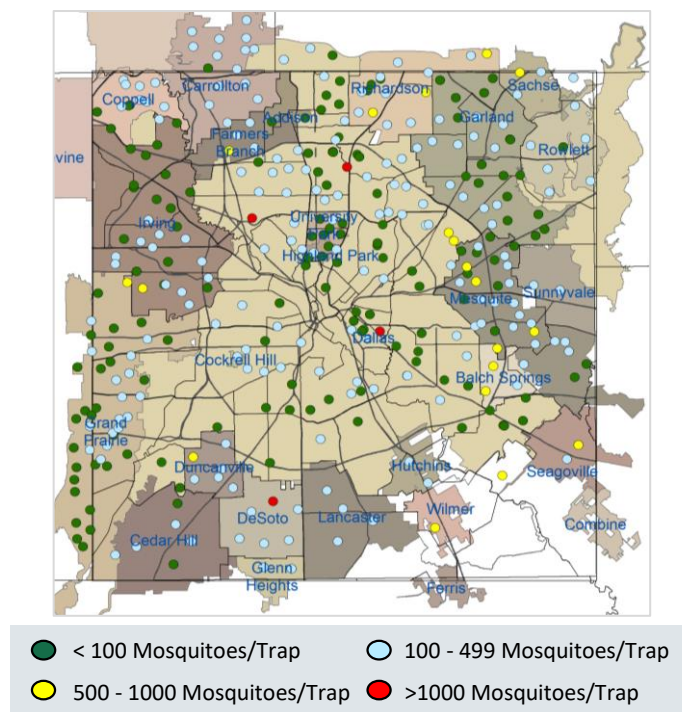 Sachse
Carrollton
Richardson
Coppell
Addison
Garland
Farmers
Branch
Rowlett
vine
Irving
University
Park
Highland Park
Sunnyvale
Mesquite
Dallas
Cockrell Hill
Balch Springs
Grand
Prairie
Duncanville
Hutchins
Seagoville
Wilmer
DeSoto
Lancaster
Combine
Cedar Hill
Glenn
Heights
Ferris
< 100 Mosquitoes/Trap
100 - 499 Mosquitoes/Trap
500 - 1000 Mosquitoes/Trap
>1000 Mosquitoes/Trap